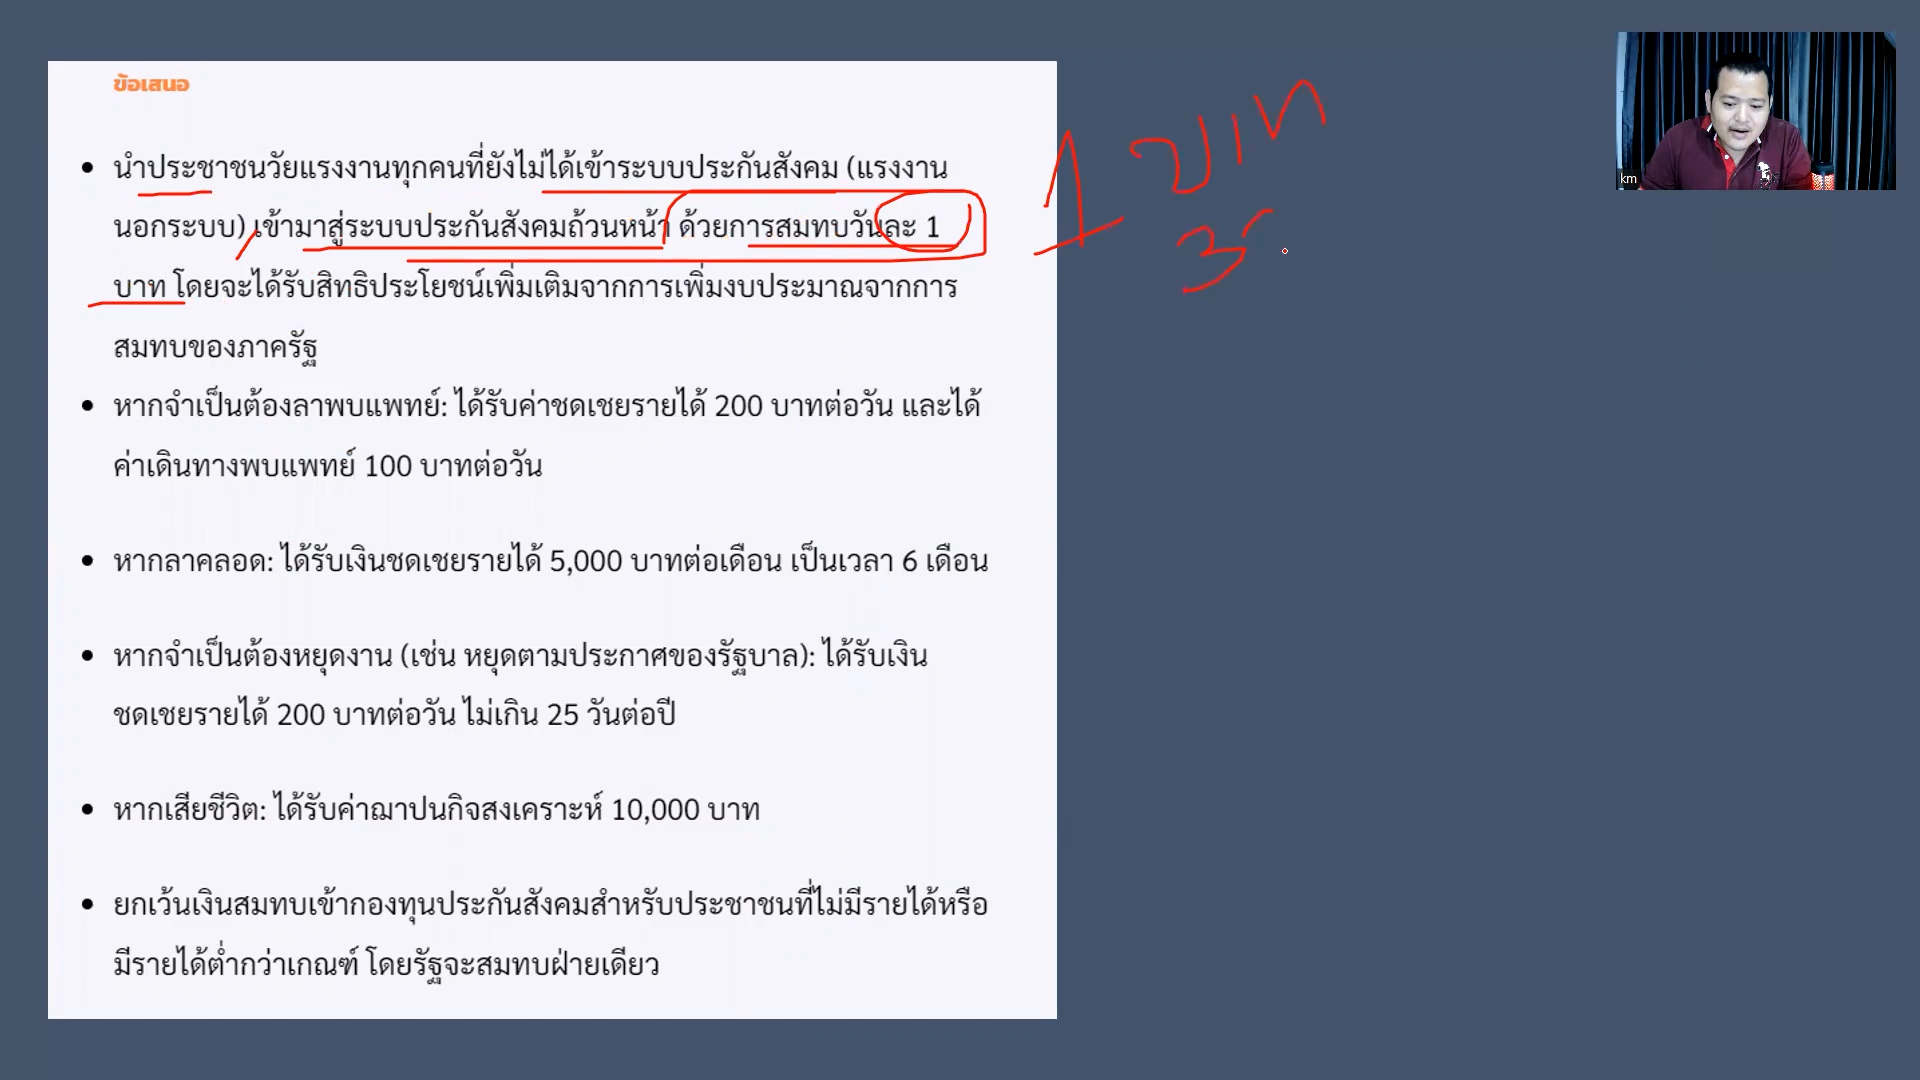 ข้อเสนอ
นำประชาชนวัยแรงงานทุกคนที่ยังไม่ได้เข้าระบบประกันสังคม (แรงงาน
นอกระบบ) เข้ามาสู่ระบบประกันสังคมถ้วนหน้า ด้วยการสมทบวันละ 1
บาท โดยจะได้รับสิทธิประโยชน์เพิ่มเติมจากการเพิ่มงบประมาณจากการ
สมทบของภาครัฐ
หากจำเป็นต้องลาพบแพทย์: ได้รับค่าชดเชยรายได้ 200 บาทต่อวัน และได้
ค่าเดินทางพบแพทย์ 100 บาทต่อวัน
หากลาคลอด: ได้รับเงินชดเชยรายได้ 5,000 บาทต่อเดือน เป็นเวลา 6 เดือน
หากจำเป็นต้องหยุดงาน (เช่น หยุดตามประกาศของรัฐบาล): ได้รับเงิน
ชดเชยรายได้ 200 บาทต่อวัน ไม่เกิน 25 วันต่อปี
หากเสียชีวิต: ได้รับค่าฌาปนกิจสงเคราะห์ 10,000 บาท
ยกเว้นเงินสมทบเข้ากองทุนประกันสังคมสำหรับประชาชนที่ไม่มีรายได้หรือ
มีรายได้ต่ำกว่าเกณฑ์ โดยรัฐจะสมทบฝ่ายเดียว
1 บาท
km